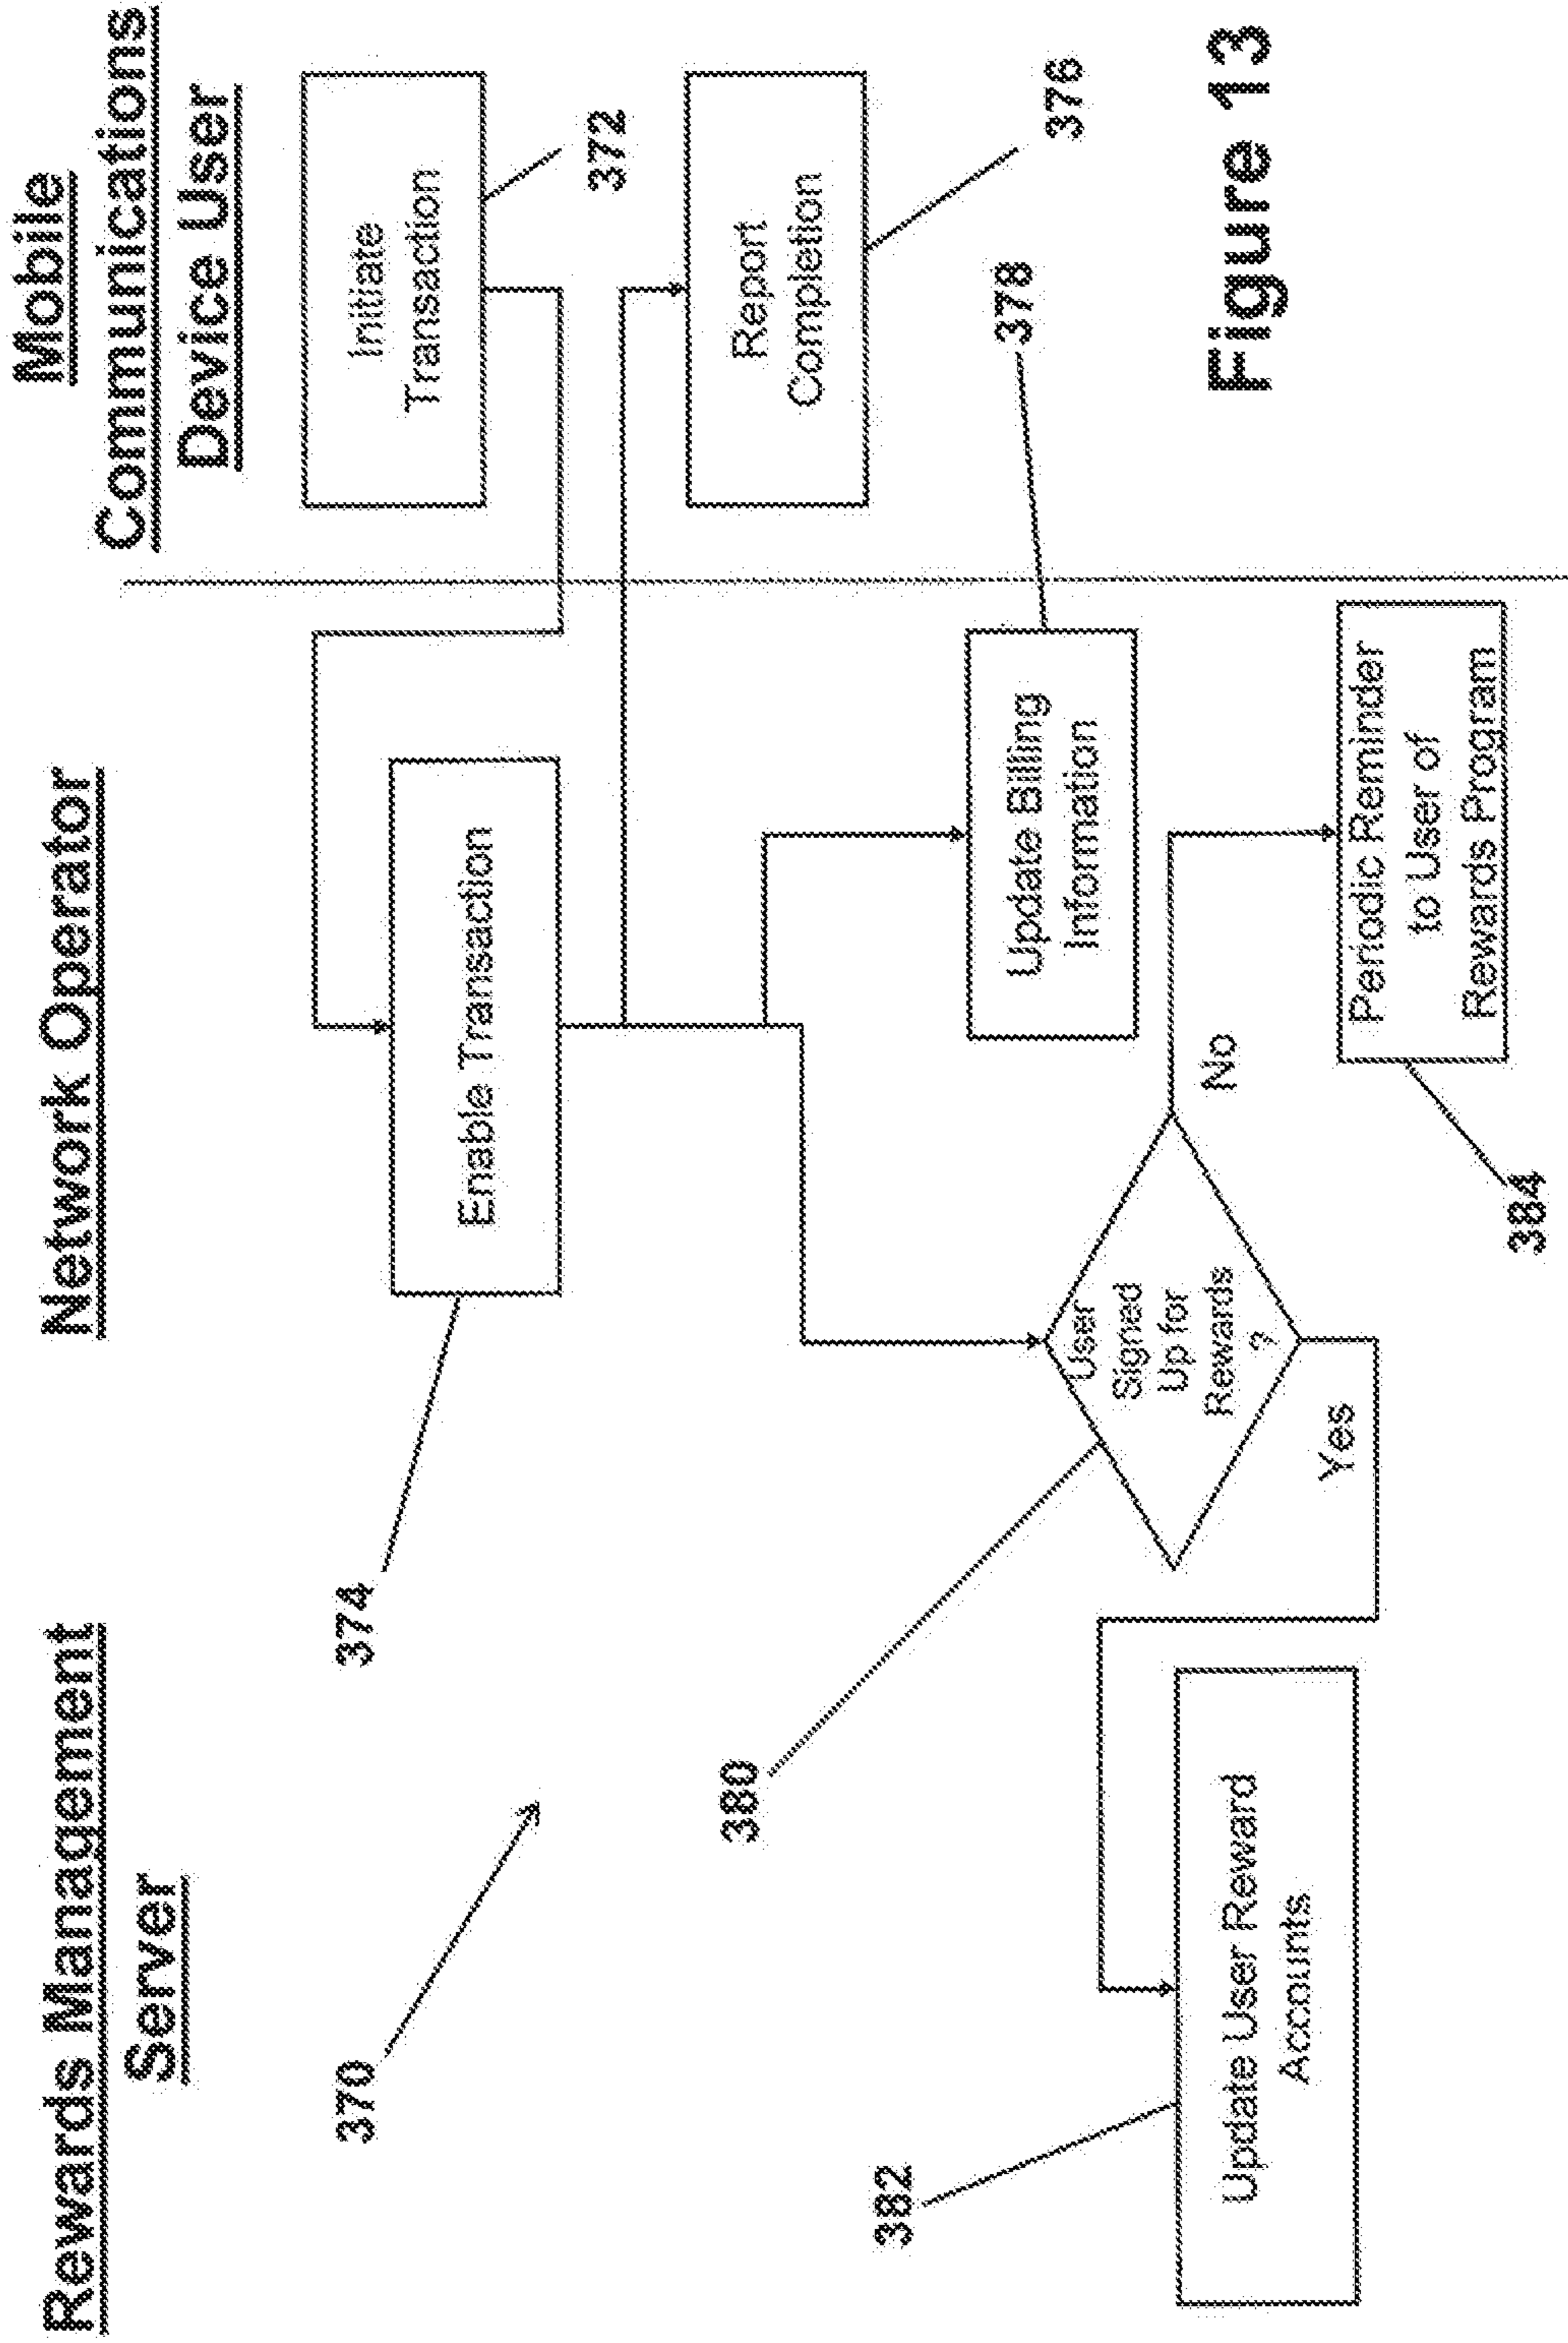 Rewards Management
Server
Network Operator
Mobile
Communications
Device User
370
374
Enable Transaction
Initiate
Transaction
372
380
382
Update User Reward
Accounts
User
Signed
Up for
Rewards
?
Yes
No
Update Billing
Information
378
Report
Completion
376
Periodic Reminder
to User of
Rewards Program
384
Figure 13